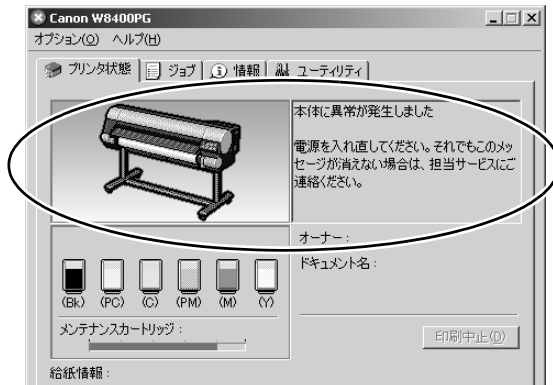 Canon W8400PG
オプション(O) ヘルプ(H)
プリンタ状態 ジョブ 情報 ユーティリティ
本体に異常が発生しました
電源を入れ直してください。それでもこのメッ
セージが消えない場合は、担当サービスにご
連絡ください。
オーナー :
ドキュメント名 :
(Bk) (PC) (C) (PM) (M) (Y)
メンテナンスカートリッジ :
印刷中止(D)
給紙情報 :